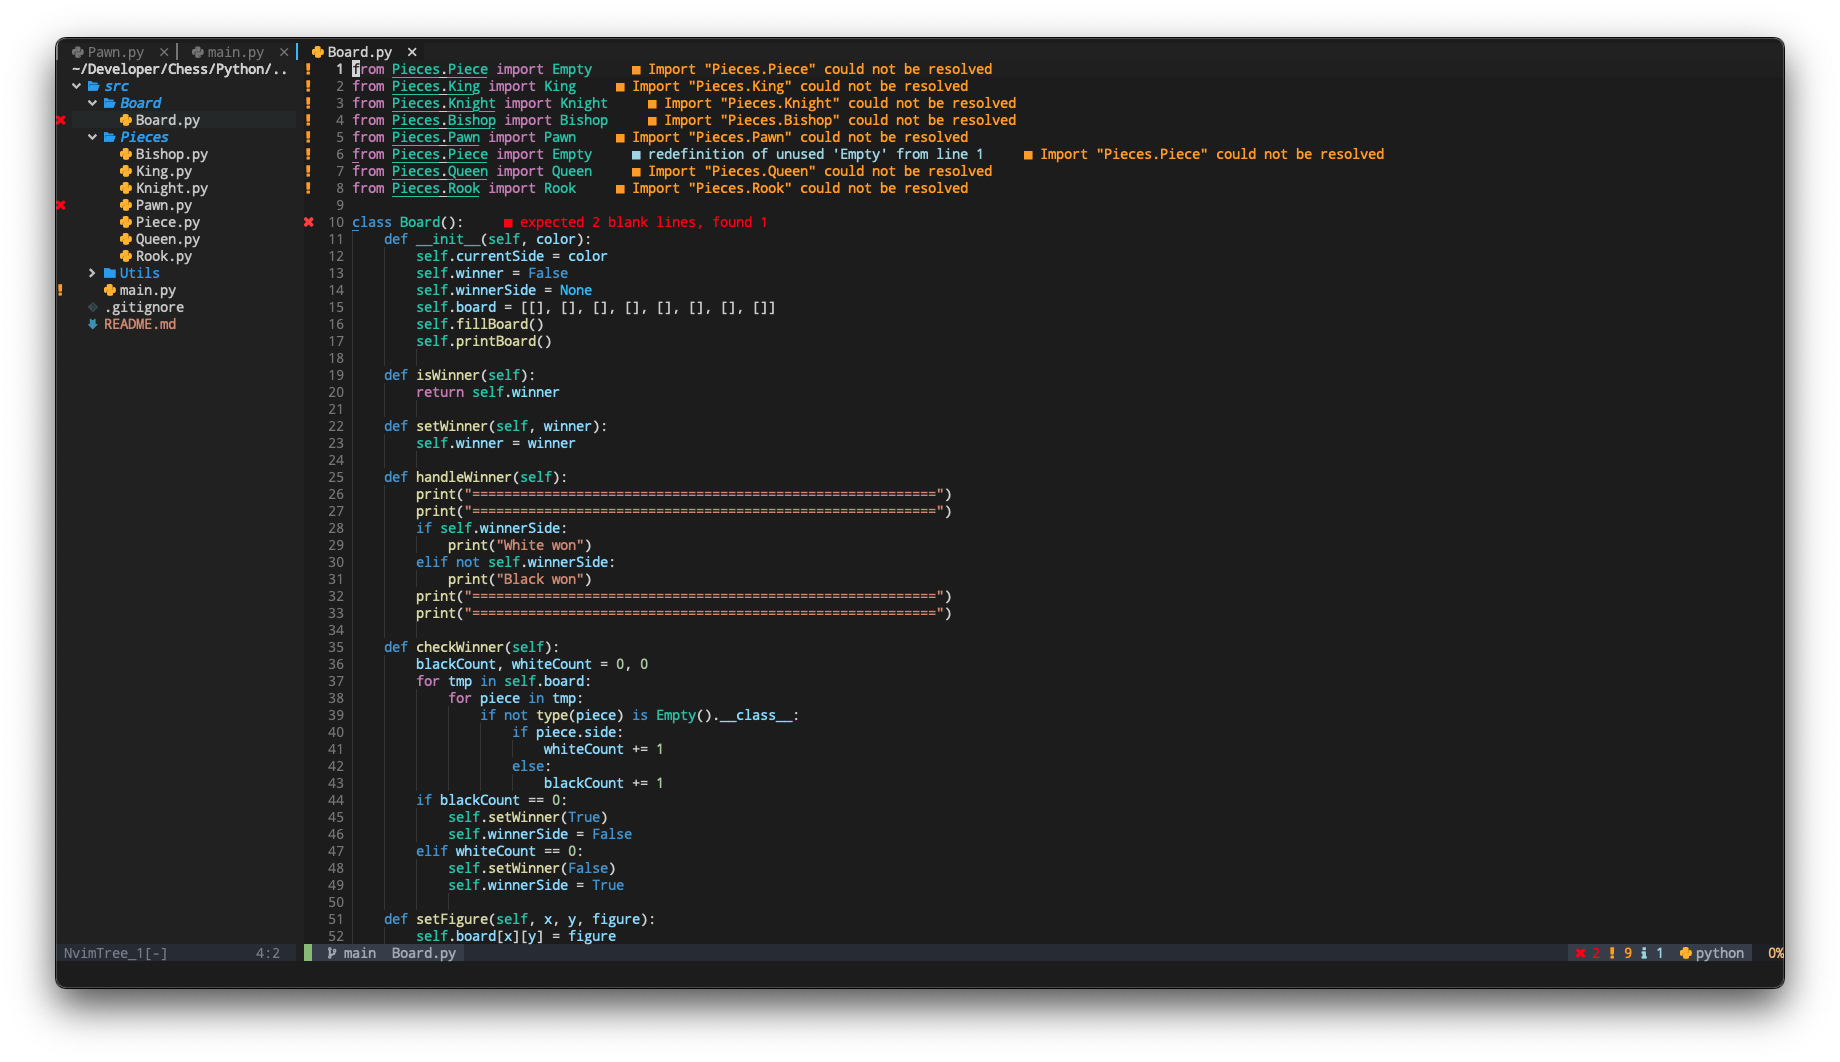 Pawn.py × main.py × Board.py ×
~/Developer/Chess/Python/..
src
Board
Board.py
Pieces
Bishop.py
King.py
Knight.py
Pawn.py
Piece.py
Queen.py
Rook.py
Utils
main.py
.gitignore
README.md
NvimTree_1[-] 4:2
1 from Pieces.Piece import Empty ■ Import "Pieces.Piece" could not be resolved
2 from Pieces.King import King ■ Import "Pieces.King" could not be resolved
3 from Pieces.Knight import Knight ■ Import "Pieces.Knight" could not be resolved
4 from Pieces.Bishop import Bishop ■ Import "Pieces.Bishop" could not be resolved
5 from Pieces.Pawn import Pawn ■ Import "Pieces.Pawn" could not be resolved
6 from Pieces.Piece import Empty ■ redefinition of unused 'Empty' from line 1 ■ Import "Pieces.Piece" could not be resolved
7 from Pieces.Queen import Queen ■ Import "Pieces.Queen" could not be resolved
8 from Pieces.Rook import Rook ■ Import "Pieces.Rook" could not be resolved
9
10 class Board(): ■ expected 2 blank lines, found 1
11     def __init__(self, color):
12         self.currentSide = color
13         self.winner = False
14         self.winnerSide = None
15         self.board = [[], [], [], [], [], [], [], []]
16         self.fillBoard()
17         self.printBoard()
18
19     def isWinner(self):
20         return self.winner
21
22     def setWinner(self, winner):
23         self.winner = winner
24
25     def handleWinner(self):
26         print("==========================================================")
27         print("==========================================================")
28         if self.winnerSide:
29             print("White won")
30         elif not self.winnerSide:
31             print("Black won")
32         print("==========================================================")
33         print("==========================================================")
34
35     def checkWinner(self):
36         blackCount, whiteCount = 0, 0
37         for tmp in self.board:
38             for piece in tmp:
39                 if not type(piece) is Empty().__class__:
40                     if piece.side:
41                         whiteCount += 1
42                     else:
43                         blackCount += 1
44         if blackCount == 0:
45             self.setWinner(True)
46             self.winnerSide = False
47         elif whiteCount == 0:
48             self.setWinner(False)
49             self.winnerSide = True
50
51     def setFigure(self, x, y, figure):
52         self.board[x][y] = figure
main Board.py ✖ 2 ! 9 i 1 python 0%